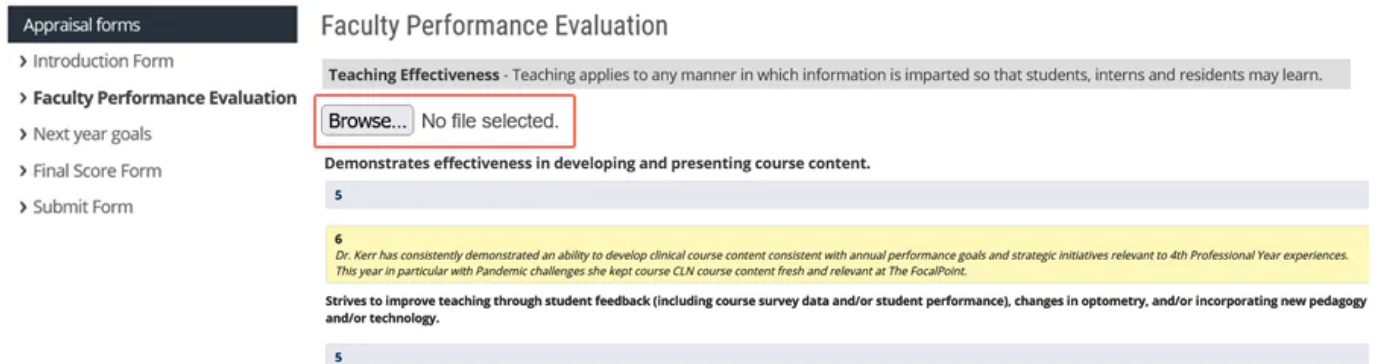 Appraisal forms
Introduction Form
Faculty Performance Evaluation
Next year goals
Final Score Form
Submit Form
Faculty Performance Evaluation
Teaching Effectiveness - Teaching applies to any manner in which information is imparted so that students, interns and residents may learn.
Browse... No file selected.
Demonstrates effectiveness in developing and presenting course content.
5
6
Dr. Kerr has consistently demonstrated an ability to develop clinical course content consistent with annual performance goals and strategic initiatives relevant to 4th Professional Year experiences.
This year in particular with Pandemic challenges she kept course CLN course content fresh and relevant at The FocalPoint.
Strives to improve teaching through student feedback (including course survey data and/or student performance), changes in optometry, and/or incorporating new pedagogy
and/or technology.
5